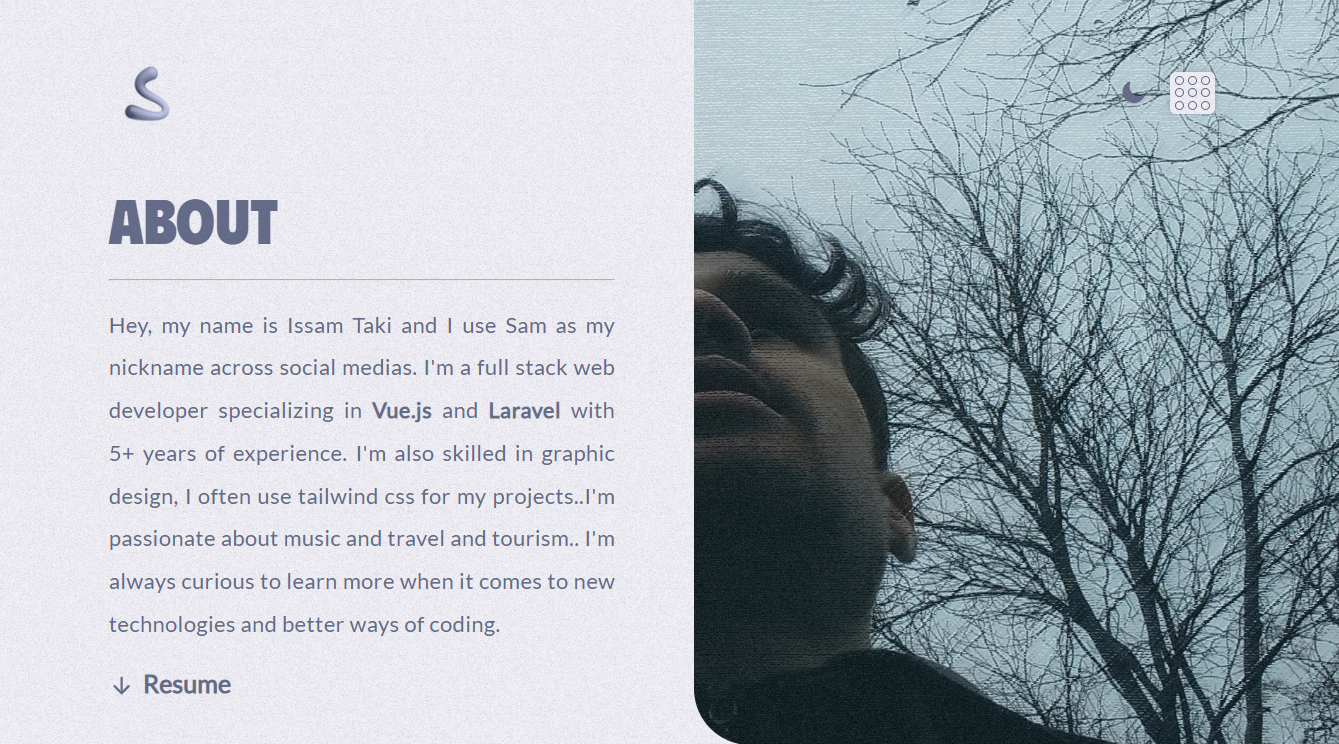 ABOUT
Hey, my name is Issam Taki and I use Sam as my
nickname across social medias. I'm a full stack web
developer specializing in Vue.js and Laravel with
5+ years of experience. I'm also skilled in graphic
design, I often use tailwind css for my projects..I'm
passionate about music and travel and tourism.. I'm
always curious to learn more when it comes to new
technologies and better ways of coding.
Resume